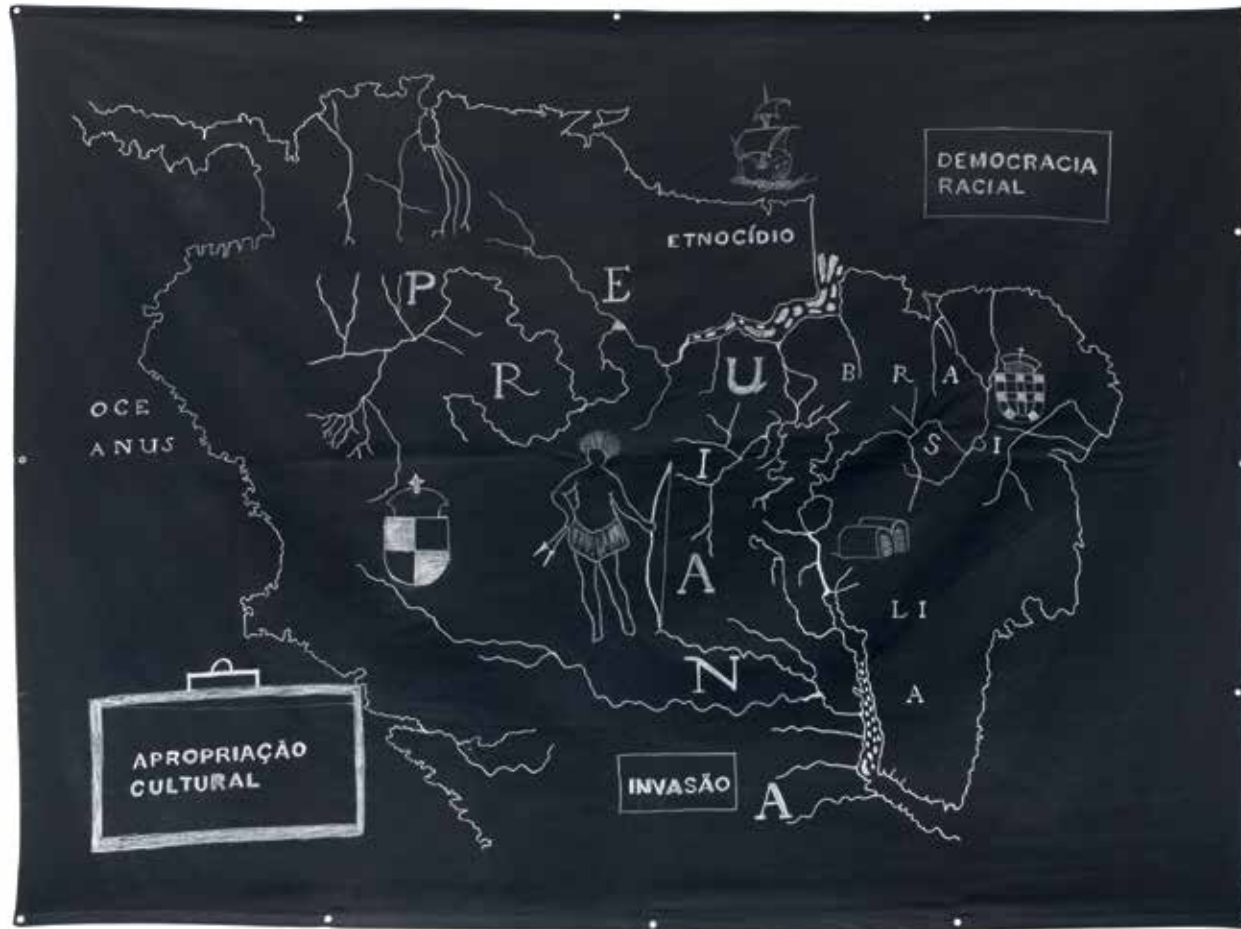 DEMOCRACIA
RACIAL
ETNOCÍDIO
P E R U I A N A
B R A S I LI A
OCE
ANUS
APROPRIAÇÃO
CULTURAL
INVASÃO